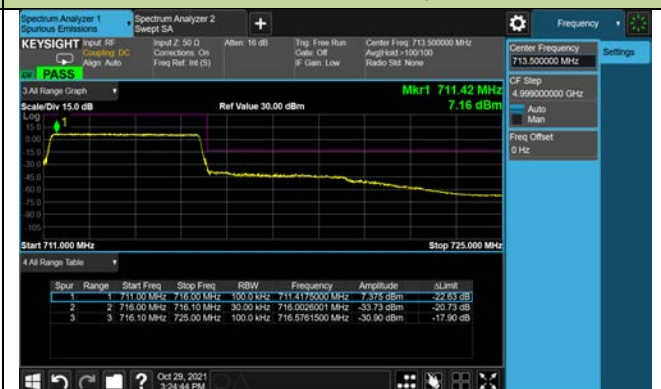 Spectrum Analyzer 1
Spurious Emissions
Spectrum Analyzer 2
Swept SA
+
Frequency
KEYSIGHT
Input: RF
Coupling: DC
Align: Auto
Input Z: 50 Ω
Corrections: On
Freq Ref: Int (S)
Atten: 16 dB
Trig: Free Run
Gate: Off
IF Gain: Low
Center Freq: 713.500000 MHz
Avg|Hold:>100/100
Radio Std: None
PASS
Center Frequency
713.500000 MHz
Settings
CF Step
4.999000000 GHz
Auto
Man
Freq Offset
0 Hz
3 All Range Graph
Mkr1 711.42 MHz
7.16 dBm
Scale/Div 15.0 dB
Ref Value 30.00 dBm
Log
15.0
0.00
-15.0
-30.0
-45.0
-60.0
-75.0
-90.0
-105
1
Start 711.000 MHz
Stop 725.000 MHz
4 All Range Table
Spur Range Start Freq Stop Freq RBW Frequency Amplitude ΔLimit
1 1 711.00 MHz 716.00 MHz 100.0 kHz 711.4175000 MHz 7.375 dBm -22.63 dB
2 2 716.00 MHz 716.10 MHz 30.00 kHz 716.0026001 MHz -33.73 dBm -20.73 dB
3 3 716.10 MHz 725.00 MHz 100.0 kHz 716.5761500 MHz -30.90 dBm -17.90 dB
?
Oct 29, 2021
3:24:44 PM